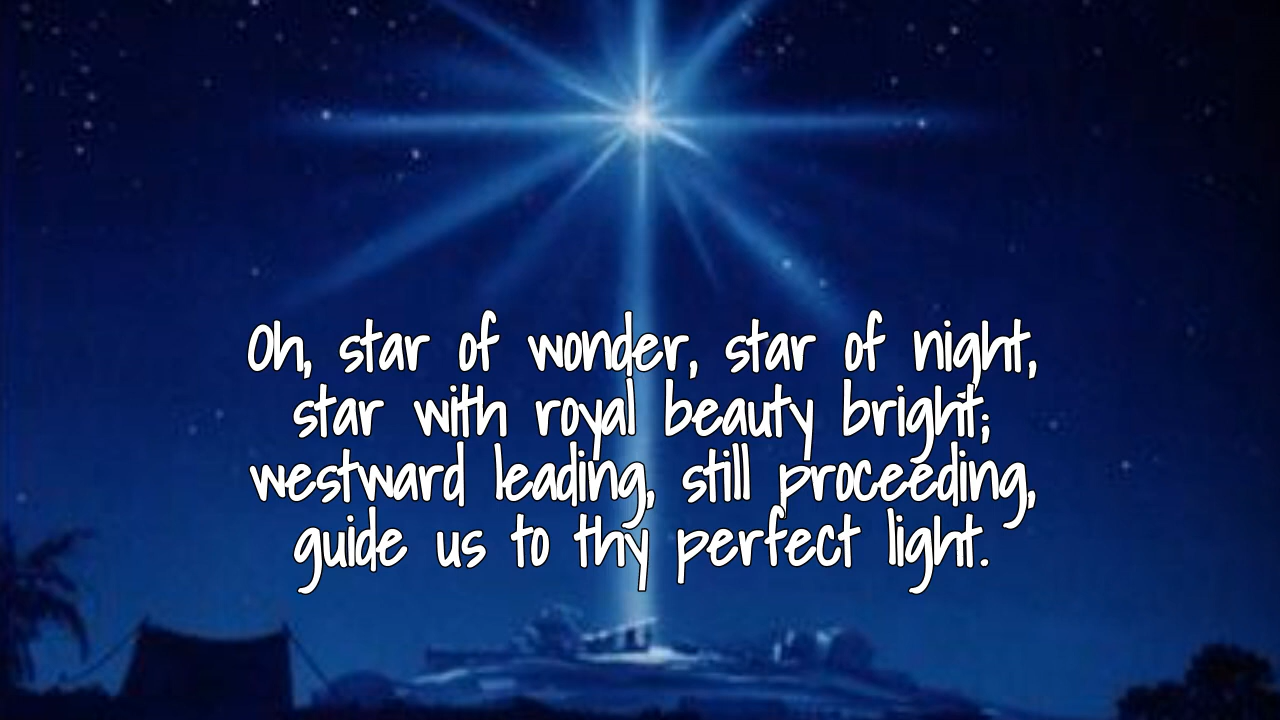 Oh, star of wonder, star of night,
star with royal beauty bright;
westward leading, still proceeding,
guide us to thy perfect light.